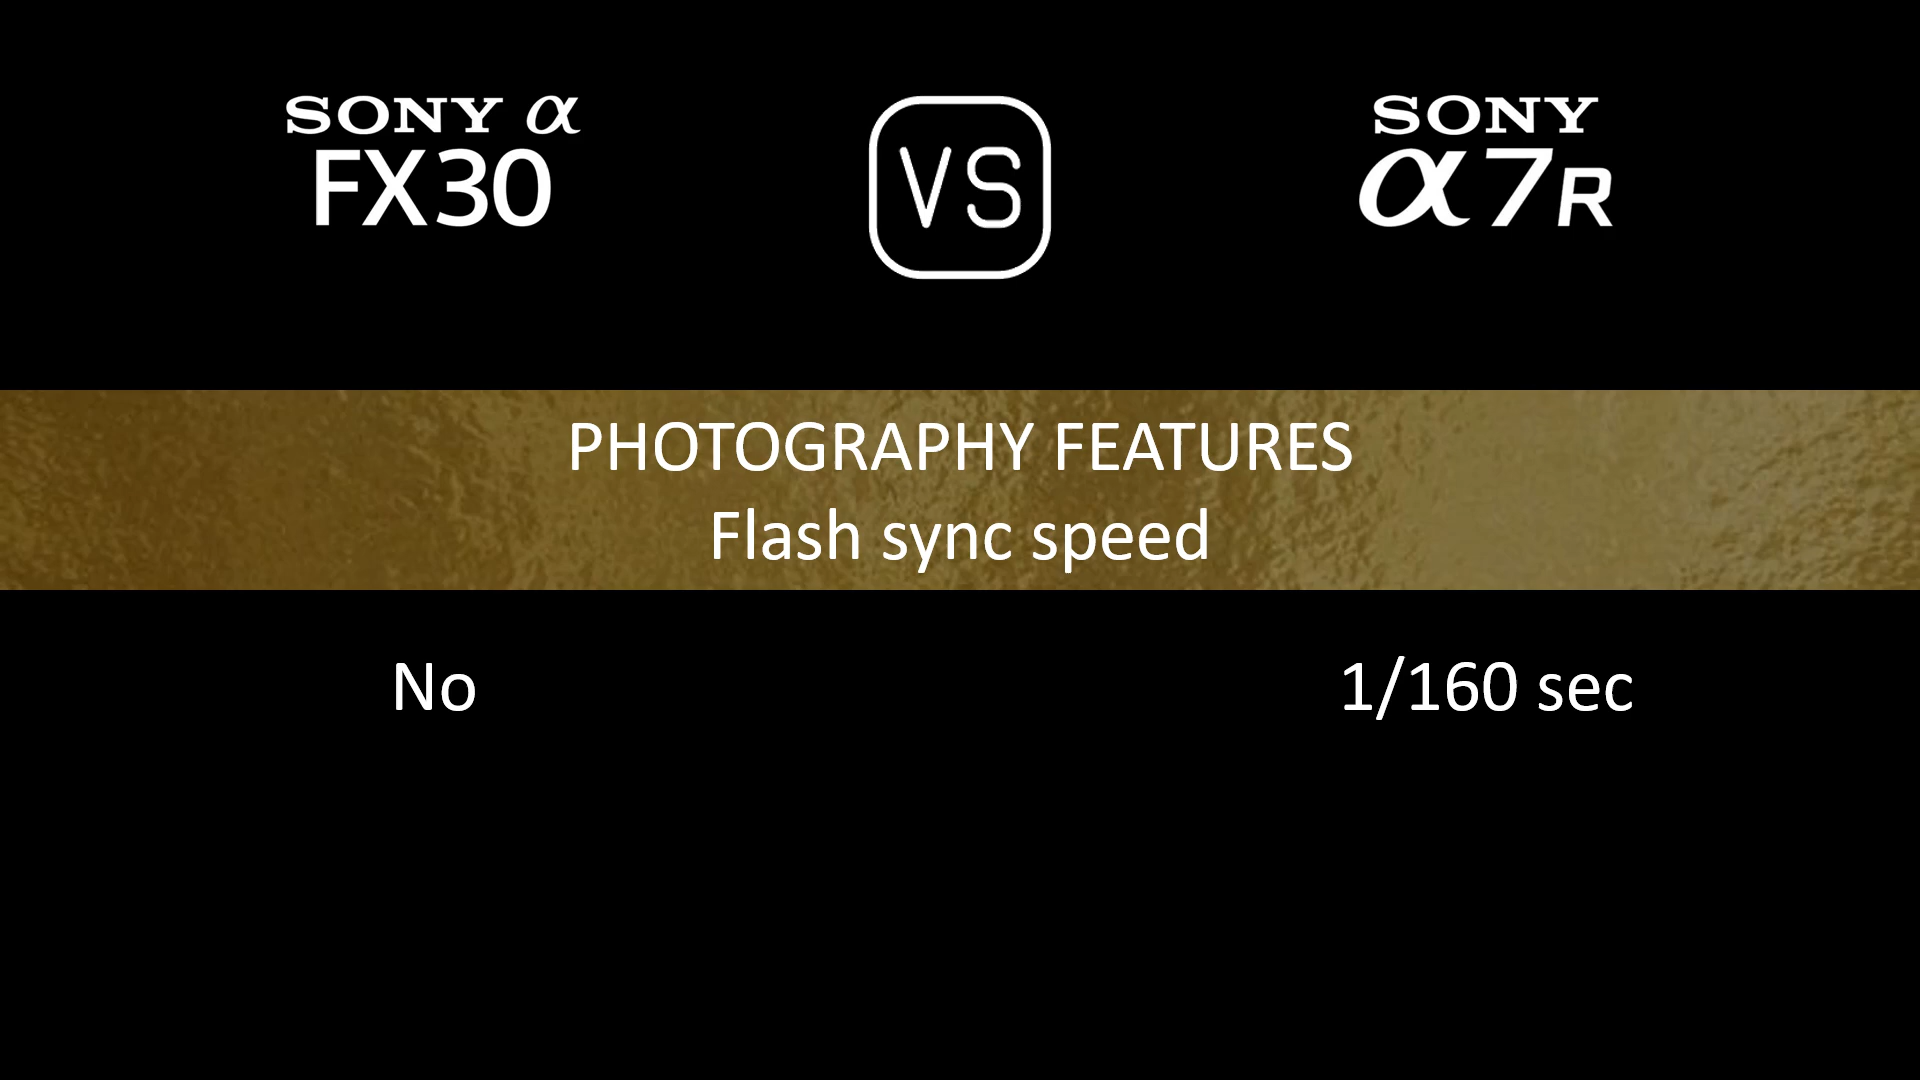 SONY α
FX30
VS
SONY
α7R
PHOTOGRAPHY FEATURES
Flash sync speed
No
1/160 sec